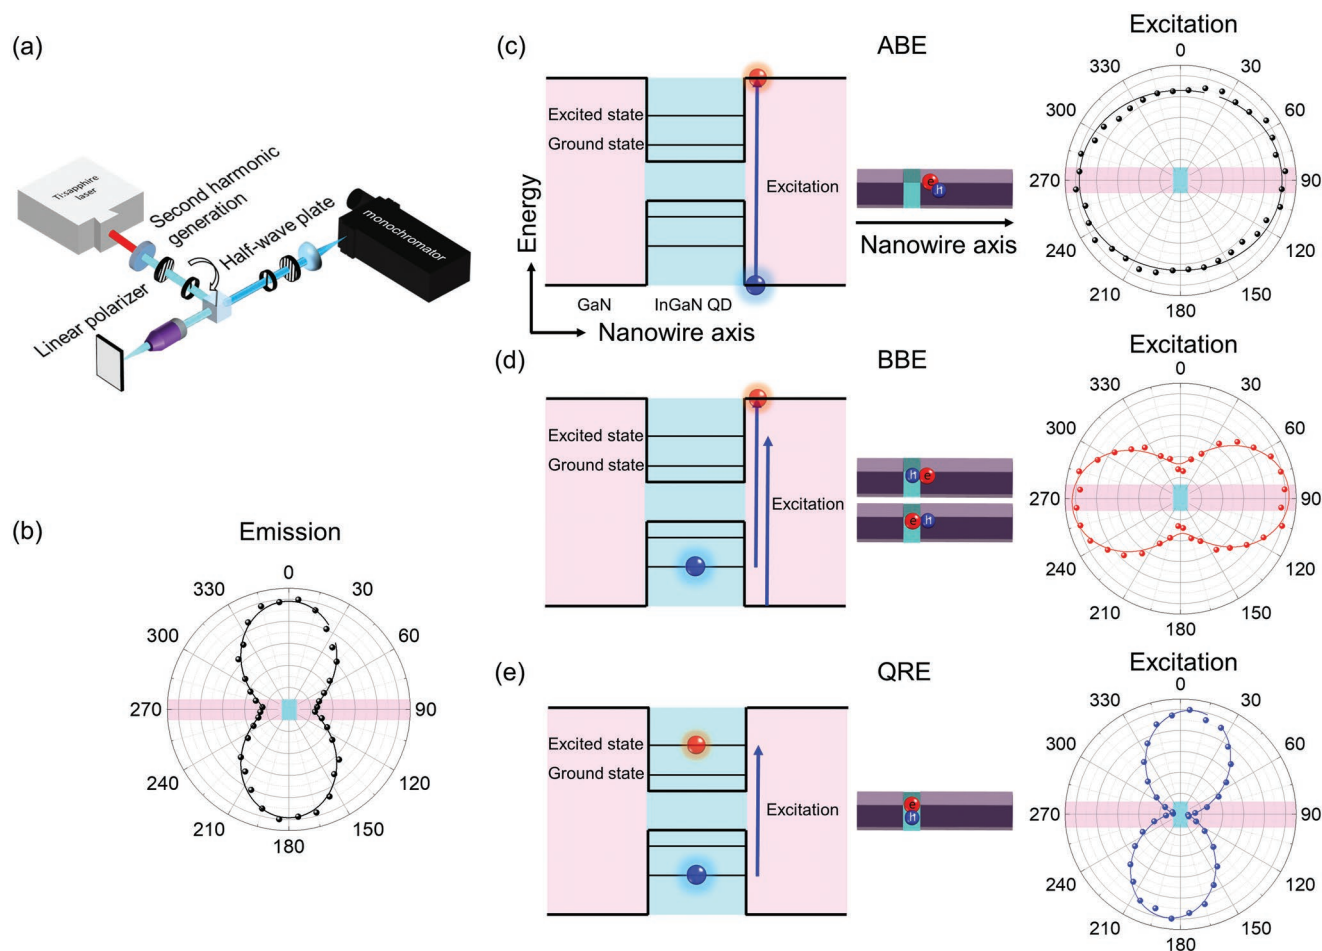 (a)
Ti:sapphire
laser
Second harmonic
generation
Half-wave plate
monochromator
Linear polarizer
(b)
Emission
0
30
60
90
120
150
180
210
240
270
300
330
(c)
ABE
Excited state
Ground state
Excitation
Energy
GaN
InGaN QD
Nanowire axis
e
h
Nanowire axis
Excitation
0
30
60
90
120
150
180
210
240
270
300
330
(d)
BBE
Excited state
Ground state
Excitation
h
e
e
h
Excitation
0
30
60
90
120
150
180
210
240
270
300
330
(e)
QRE
Excited state
Ground state
Excitation
e
h
Excitation
0
30
60
90
120
150
180
210
240
270
300
330